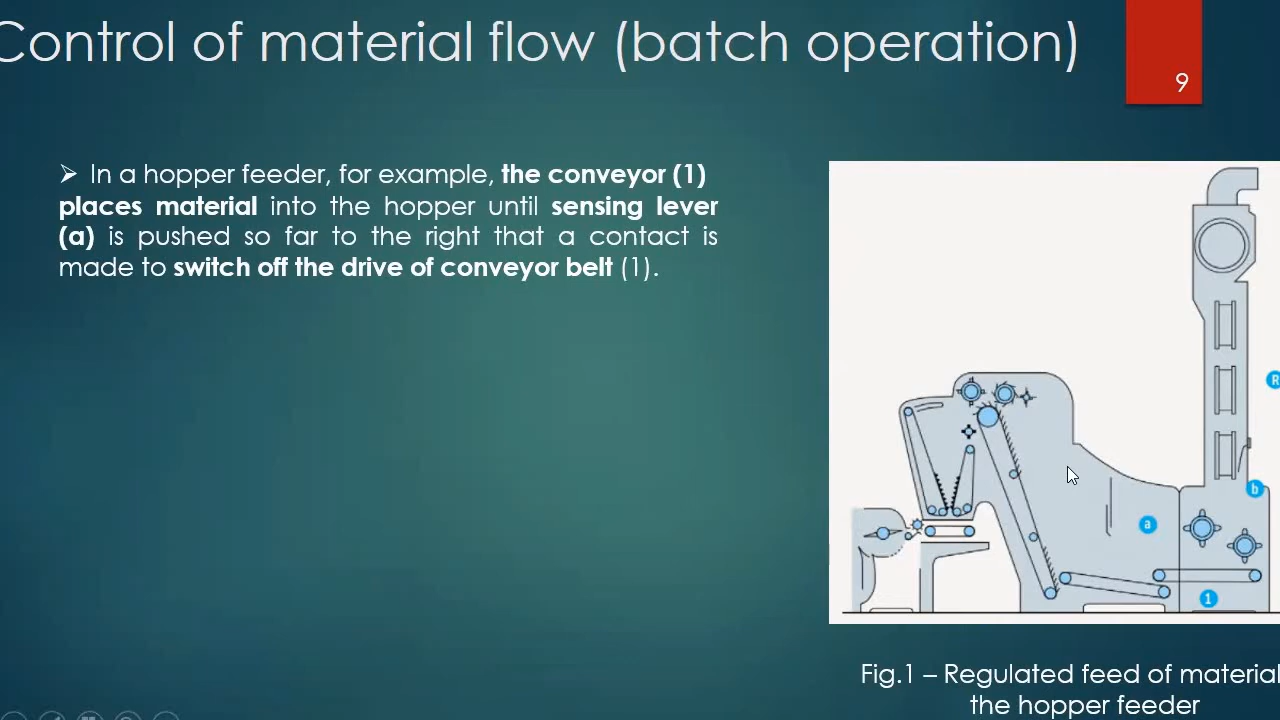 Control of material flow (batch operation)
9
➢ In a hopper feeder, for example, the conveyor (1)
places material into the hopper until sensing lever
(a) is pushed so far to the right that a contact is
made to switch off the drive of conveyor belt (1).
R
b
a
1
Fig.1 – Regulated feed of material
the hopper feeder